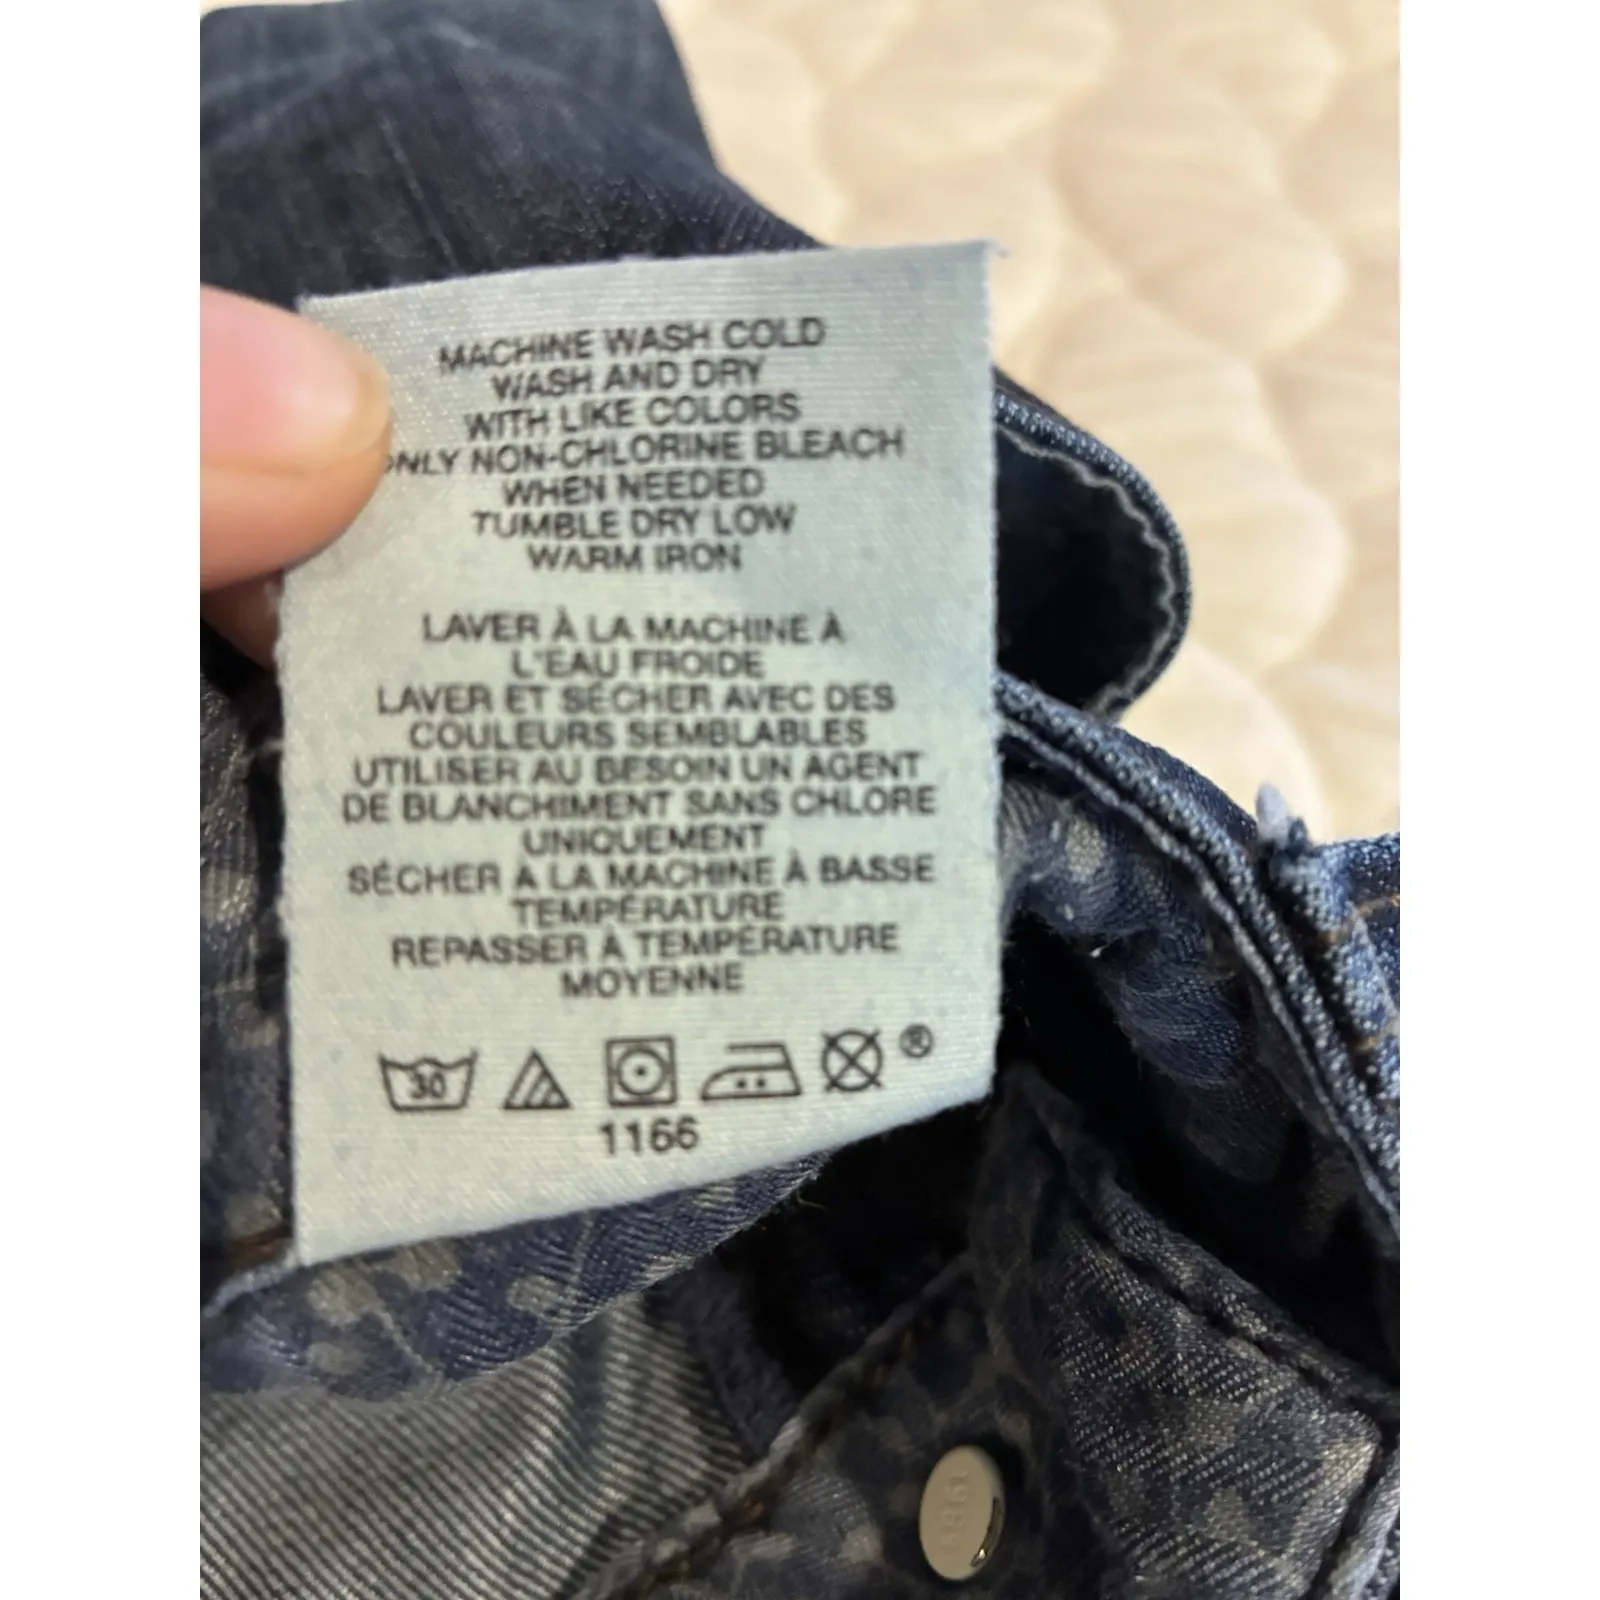 MACHINE WASH COLD
WASH AND DRY
WITH LIKE COLORS
ONLY NON-CHLORINE BLEACH
WHEN NEEDED
TUMBLE DRY LOW
WARM IRON
LAVER À LA MACHINE À
L'EAU FROIDE
LAVER ET SÉCHER AVEC DES
COULEURS SEMBLABLES
UTILISER AU BESOIN UN AGENT
DE BLANCHIMENT SANS CHLORE
UNIQUEMENT
SÉCHER À LA MACHINE À BASSE
TEMPÉRATURE
REPASSER À TEMPÉRATURE
MOYENNE
30 ®
1166